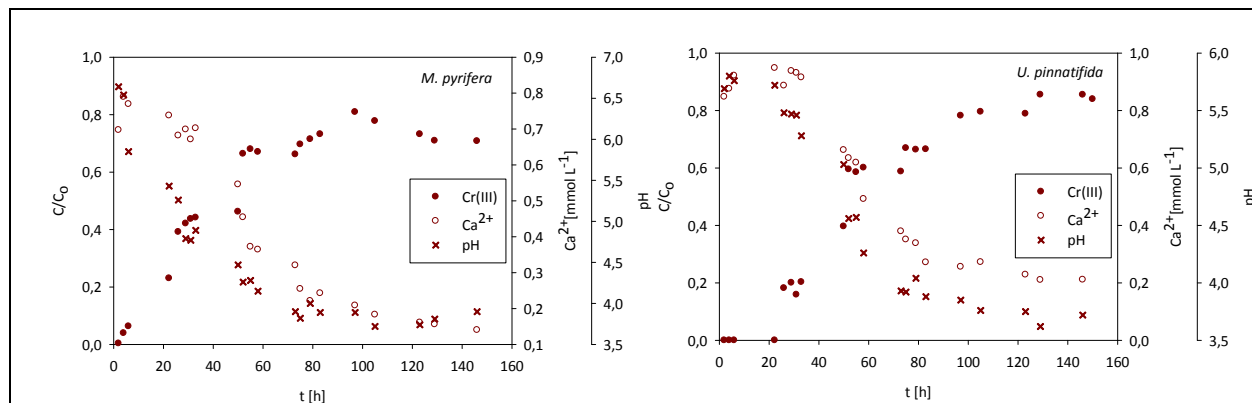 M. pyrifera
C/C₀
1,0
0,8
0,6
0,4
0,2
0,0
Cr(III)
Ca²⁺
pH
0,9
0,8
0,7
0,6
0,5
0,4
0,3
0,2
0,1
Ca²⁺[mmol L⁻¹]
7,0
6,5
6,0
5,5
5,0
4,5
4,0
3,5
pH
0 20 40 60 80 100 120 140 160
t [h]
U. pinnatifida
C/C₀
1,0
0,8
0,6
0,4
0,2
0,0
Cr(III)
Ca²⁺
pH
1,0
0,8
0,6
0,4
0,2
0,0
Ca²⁺[mmol L⁻¹]
6,0
5,5
5,0
4,5
4,0
3,5
pH
0 20 40 60 80 100 120 140 160
t [h]